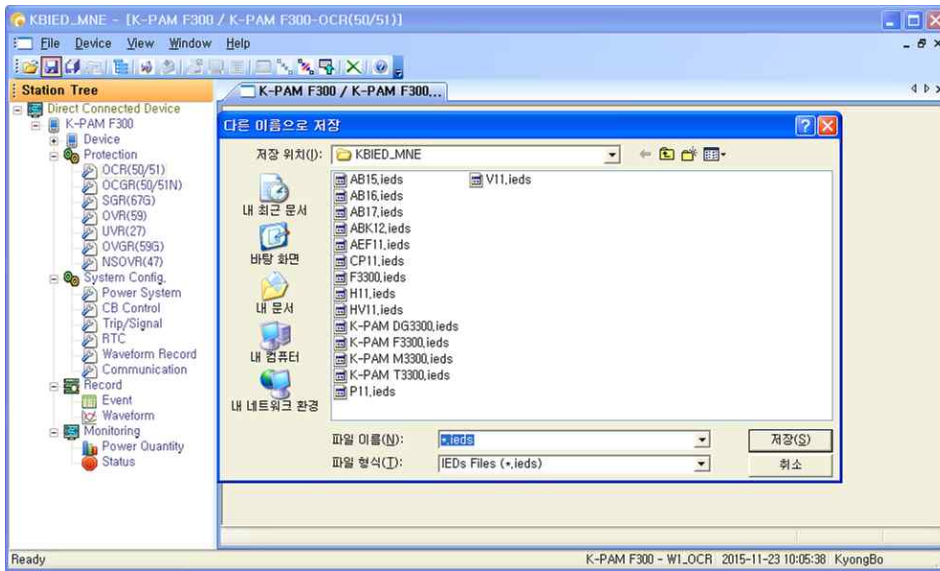 KBIED_MNE - [K-PAM F300 / K-PAM F300-OCR(50/51)]
File Device View Window Help
Station Tree
K-PAM F300 / K-PAM F300...
Direct Connected Device
K-PAM F300
Device
Protection
OCR(50/51)
OCGR(50/51N)
SGR(67G)
OVR(59)
UVR(27)
OVGR(59G)
NSOVR(47)
System Config.
Power System
CB Control
Trip/Signal
RTC
Waveform Record
Communication
Record
Event
Waveform
Monitoring
Power Quantity
Status
다른 이름으로 저장
저장 위치(I): KBIED_MNE
내 최근 문서
바탕 화면
내 문서
내 컴퓨터
내 네트워크 환경
AB15.ieds
AB16.ieds
AB17.ieds
ABK12.ieds
AEF11.ieds
CP11.ieds
F3300.ieds
H11.ieds
HV11.ieds
K-PAM DG3300.ieds
K-PAM F3300.ieds
K-PAM M3300.ieds
K-PAM T3300.ieds
P11.ieds
V11.ieds
파일 이름(N): *.ieds 저장(S)
파일 형식(T): IEDs Files (*.ieds) 취소
Ready K-PAM F300 - W1_OCR 2015-11-23 10:05:38 KyongBo